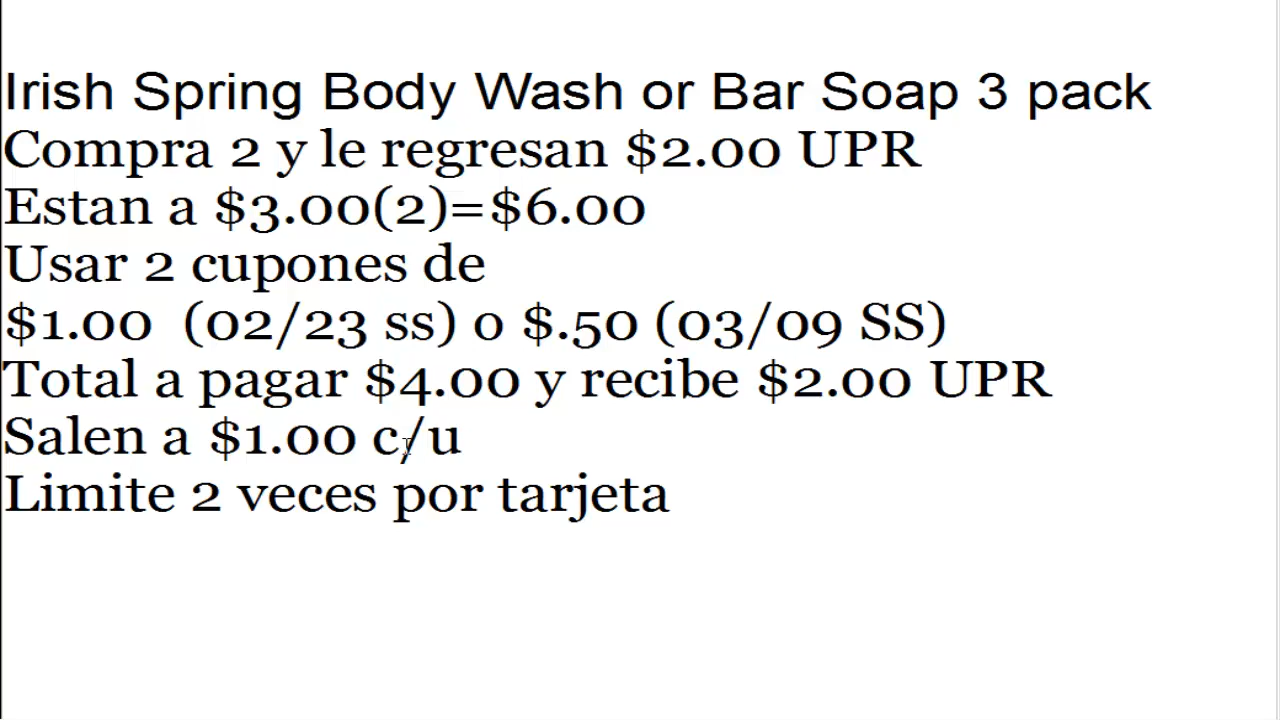 Irish Spring Body Wash or Bar Soap 3 pack
Compra 2 y le regresan $2.00 UPR
Estan a $3.00(2)=$6.00
Usar 2 cupones de
$1.00  (02/23 ss) o $.50 (03/09 SS)
Total a pagar $4.00 y recibe $2.00 UPR
Salen a $1.00 c/u
Limite 2 veces por tarjeta